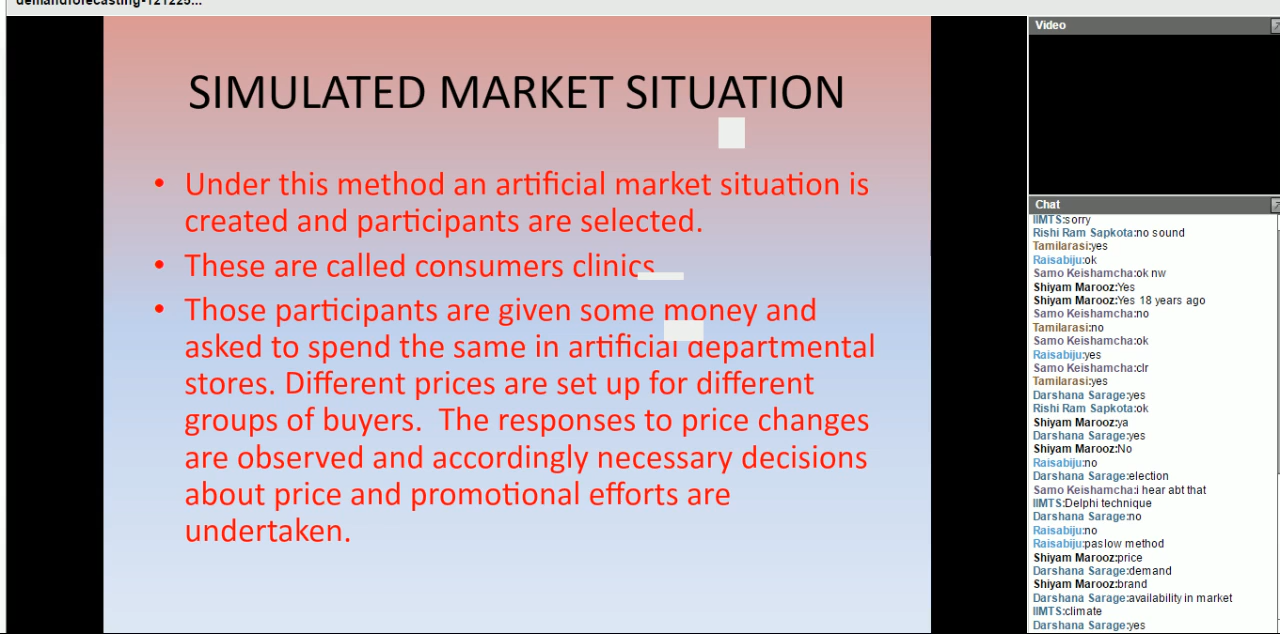 demandforecasting-121225...
SIMULATED MARKET SITUATION
• Under this method an artificial market situation is
created and participants are selected.
• These are called consumers clinics
• Those participants are given some money and
asked to spend the same in artificial departmental
stores. Different prices are set up for different
groups of buyers.  The responses to price changes
are observed and accordingly necessary decisions
about price and promotional efforts are
undertaken.
Video
Chat
IIMTS:sorry
Rishi Ram Sapkota:no sound
Tamilarasi:yes
Raisabiju:ok
Samo Keishamcha:ok nw
Shiyam Marooz:Yes
Shiyam Marooz:Yes 18 years ago
Samo Keishamcha:no
Tamilarasi:no
Samo Keishamcha:ok
Raisabiju:yes
Samo Keishamcha:clr
Tamilarasi:yes
Darshana Sarage:yes
Rishi Ram Sapkota:ok
Shiyam Marooz:ya
Darshana Sarage:yes
Shiyam Marooz:No
Raisabiju:no
Darshana Sarage:election
Samo Keishamcha:i hear abt that
IIMTS:Delphi technique
Darshana Sarage:no
Raisabiju:no
Raisabiju:paslow method
Shiyam Marooz:price
Darshana Sarage:demand
Shiyam Marooz:brand
Darshana Sarage:availability in market
IIMTS:climate
Darshana Sarage:yes